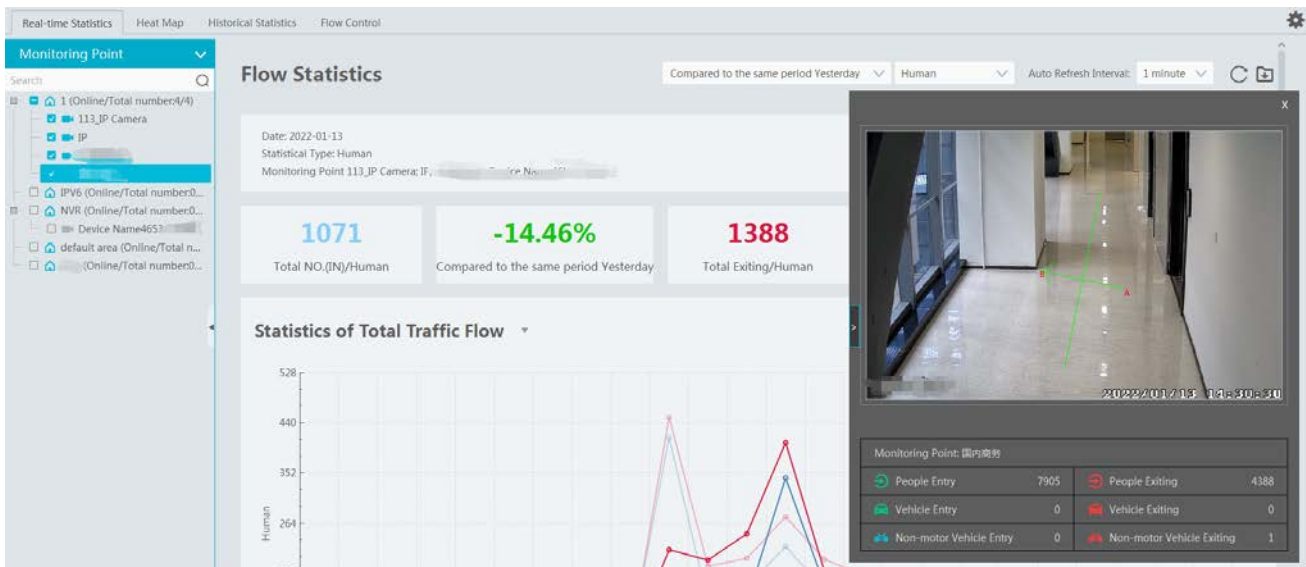 Real-time Statistics Heat Map Historical Statistics Flow Control
Monitoring Point
Search
1 (Online/Total number:4/4)
113_IP Camera
IP
IPV6 (Online/Total number:0...
NVR (Online/Total number:0...
Device Name4653
default area (Online/Total n...
(Online/Total number:0...
Flow Statistics
Compared to the same period Yesterday Human Auto Refresh Interval: 1 minute
Date: 2022-01-13
Statistical Type: Human
Monitoring Point 113_IP Camera; IP,
1071
Total NO.(IN)/Human
-14.46%
Compared to the same period Yesterday
1388
Total Exiting/Human
Statistics of Total Traffic Flow
528
440
352
264
Human
X
B
A
2022/01/13 14:30:30
>
Monitoring Point: 国内商务
People Entry 7905 People Exiting 4388
Vehicle Entry 0 Vehicle Exiting 0
Non-motor Vehicle Entry 0 Non-motor Vehicle Exiting 1